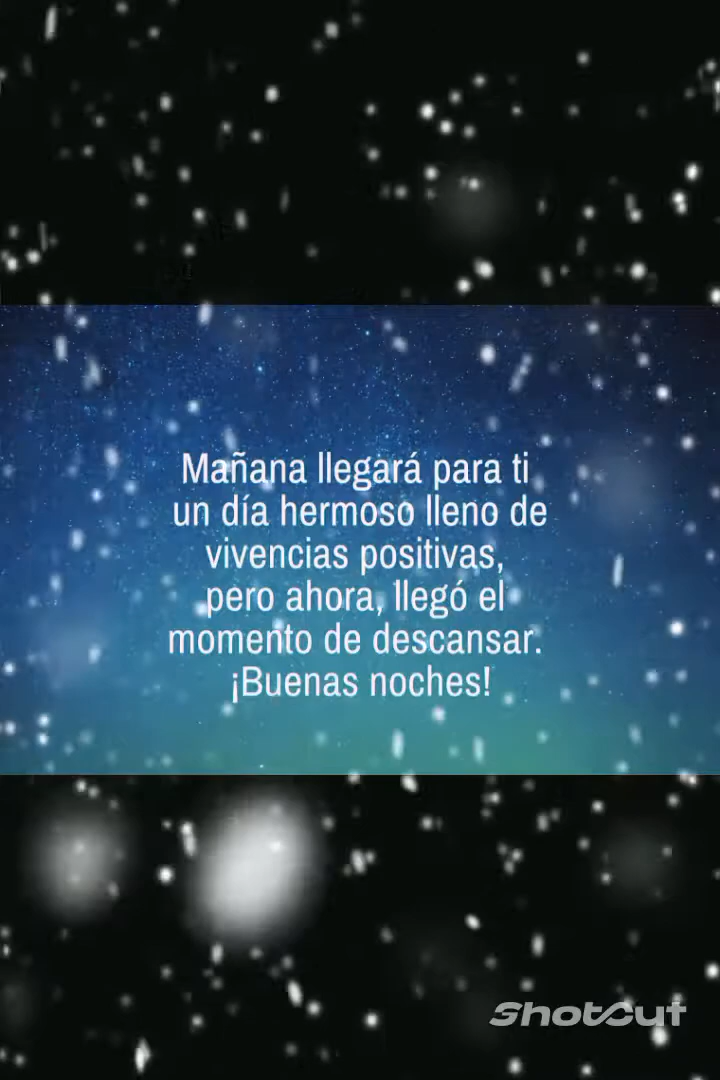 Mañana llegará para ti
un día hermoso lleno de
vivencias positivas,
pero ahora, llegó el
momento de descansar.
¡Buenas noches!
ShotCut